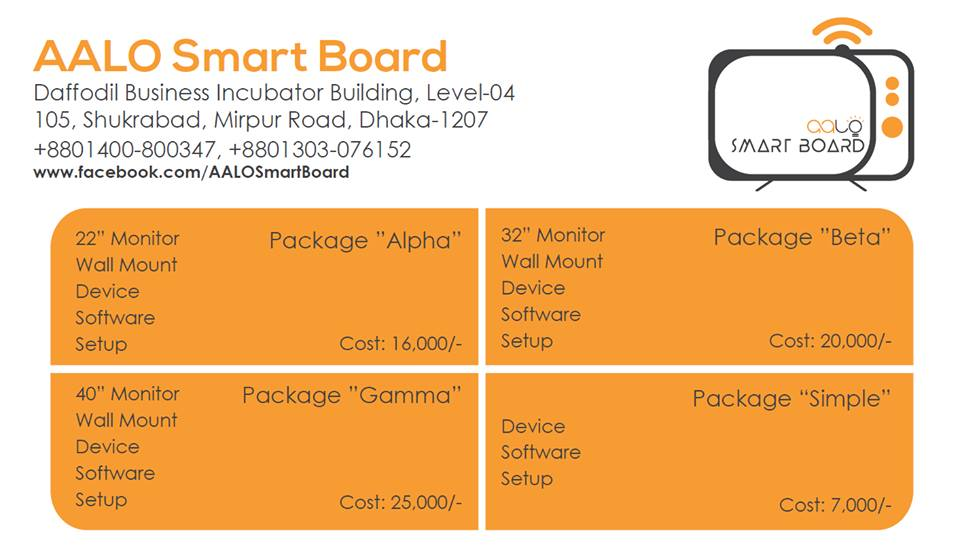 AALO Smart Board
Daffodil Business Incubator Building, Level-04
105, Shukrabad, Mirpur Road, Dhaka-1207
+8801400-800347, +8801303-076152
www.facebook.com/AALOSmartBoard
aalo
SMART BOARD
Package ”Alpha”
22” Monitor
Wall Mount
Device
Software
Setup
Cost: 16,000/-
Package ”Beta”
32” Monitor
Wall Mount
Device
Software
Setup
Cost: 20,000/-
Package ”Gamma”
40” Monitor
Wall Mount
Device
Software
Setup
Cost: 25,000/-
Package “Simple”
Device
Software
Setup
Cost: 7,000/-